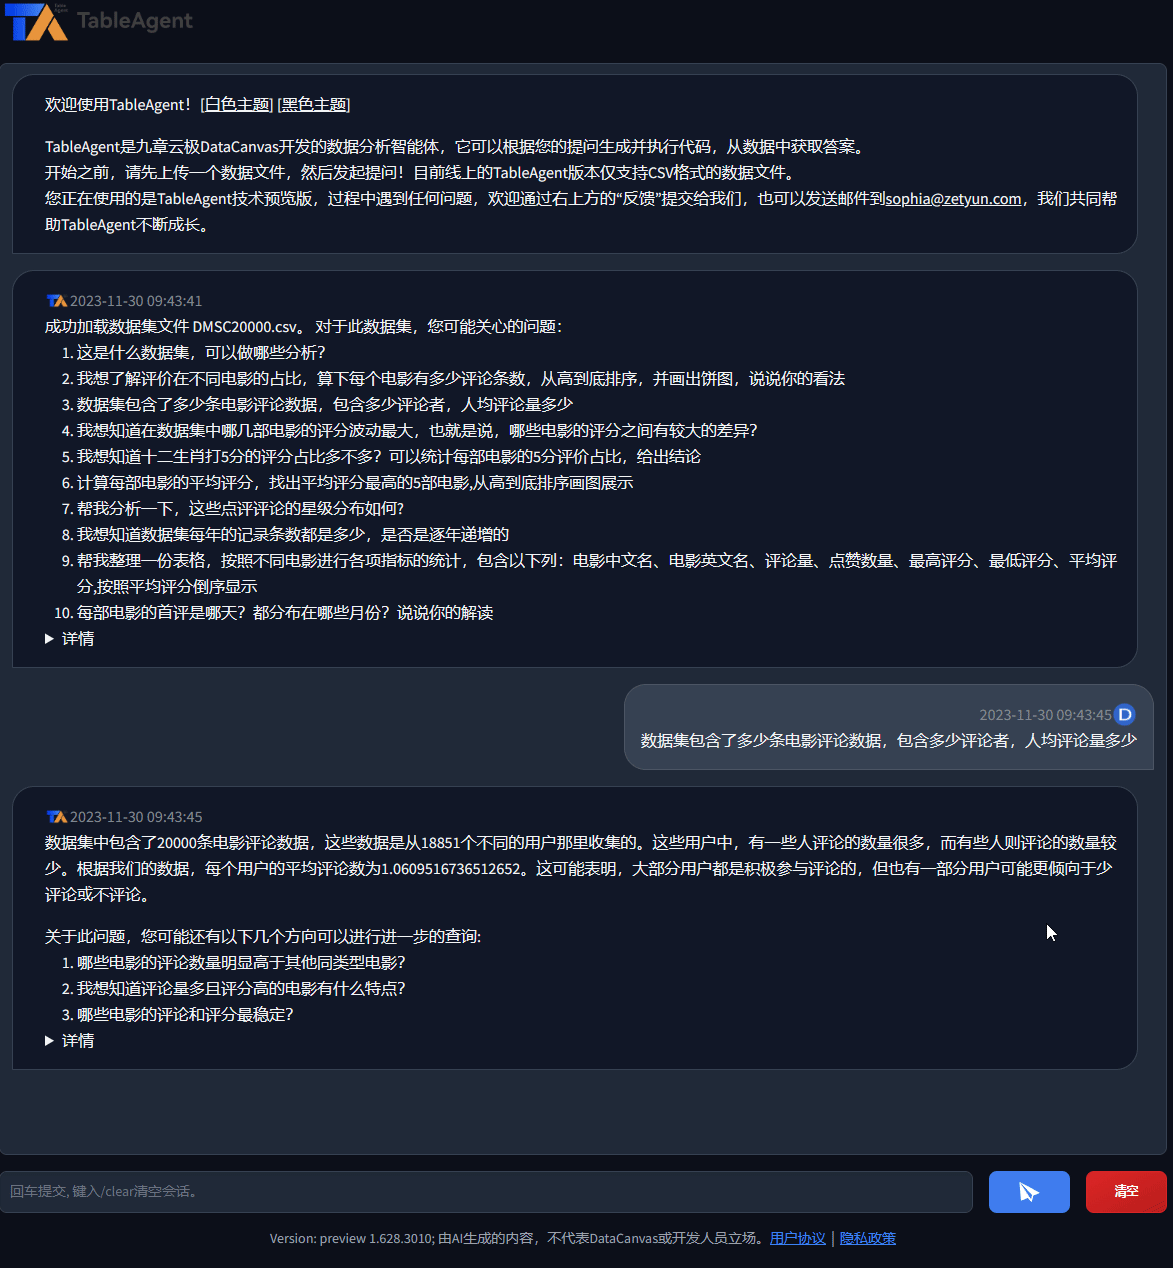 TableAgent
欢迎使用TableAgent！[白色主题] [黑色主题]
TableAgent是九章云极DataCanvas开发的数据分析智能体，它可以根据您的提问生成并执行代码，从数据中获取答案。
开始之前，请先上传一个数据文件，然后发起提问！目前线上的TableAgent版本仅支持CSV格式的数据文件。
您正在使用的是TableAgent技术预览版，过程中遇到任何问题，欢迎通过右上方的“反馈”提交给我们，也可以发送邮件到sophia@zetyun.com，我们共同帮
助TableAgent不断成长。
2023-11-30 09:43:41
成功加载数据集文件 DMSC20000.csv。 对于此数据集，您可能关心的问题：
1. 这是什么数据集，可以做哪些分析？
2. 我想了解评价在不同电影的占比，算下每个电影有多少评论条数，从高到底排序，并画出饼图，说说你的看法
3. 数据集包含了多少条电影评论数据，包含多少评论者，人均评论量多少
4. 我想知道在数据集中哪几部电影的评分波动最大，也就是说，哪些电影的评分之间有较大的差异？
5. 我想知道十二生肖打5分的评分占比多不多？可以统计每部电影的5分评价占比，给出结论
6. 计算每部电影的平均评分，找出平均评分最高的5部电影,从高到底排序画图展示
7. 帮我分析一下，这些点评评论的星级分布如何?
8. 我想知道数据集每年的记录条数都是多少，是否是逐年递增的
9. 帮我整理一份表格，按照不同电影进行各项指标的统计，包含以下列：电影中文名、电影英文名、评论量、点赞数量、最高评分、最低评分、平均评
分,按照平均评分倒序显示
10. 每部电影的首评是哪天？都分布在哪些月份？说说你的解读
▶ 详情
2023-11-30 09:43:45 D
数据集包含了多少条电影评论数据，包含多少评论者，人均评论量多少
2023-11-30 09:43:45
数据集中包含了20000条电影评论数据，这些数据是从18851个不同的用户那里收集的。这些用户中，有一些人评论的数量很多，而有些人则评论的数量较
少。根据我们的数据，每个用户的平均评论数为1.0609516736512652。这可能表明，大部分用户都是积极参与评论的，但也有一部分用户可能更倾向于少
评论或不评论。
关于此问题，您可能还有以下几个方向可以进行进一步的查询:
1. 哪些电影的评论数量明显高于其他同类型电影？
2. 我想知道评论量多且评分高的电影有什么特点？
3. 哪些电影的评论和评分最稳定？
▶ 详情
回车提交, 键入/clear清空会话。
清空
Version: preview 1.628.3010; 由AI生成的内容，不代表DataCanvas或开发人员立场。用户协议 | 隐私政策